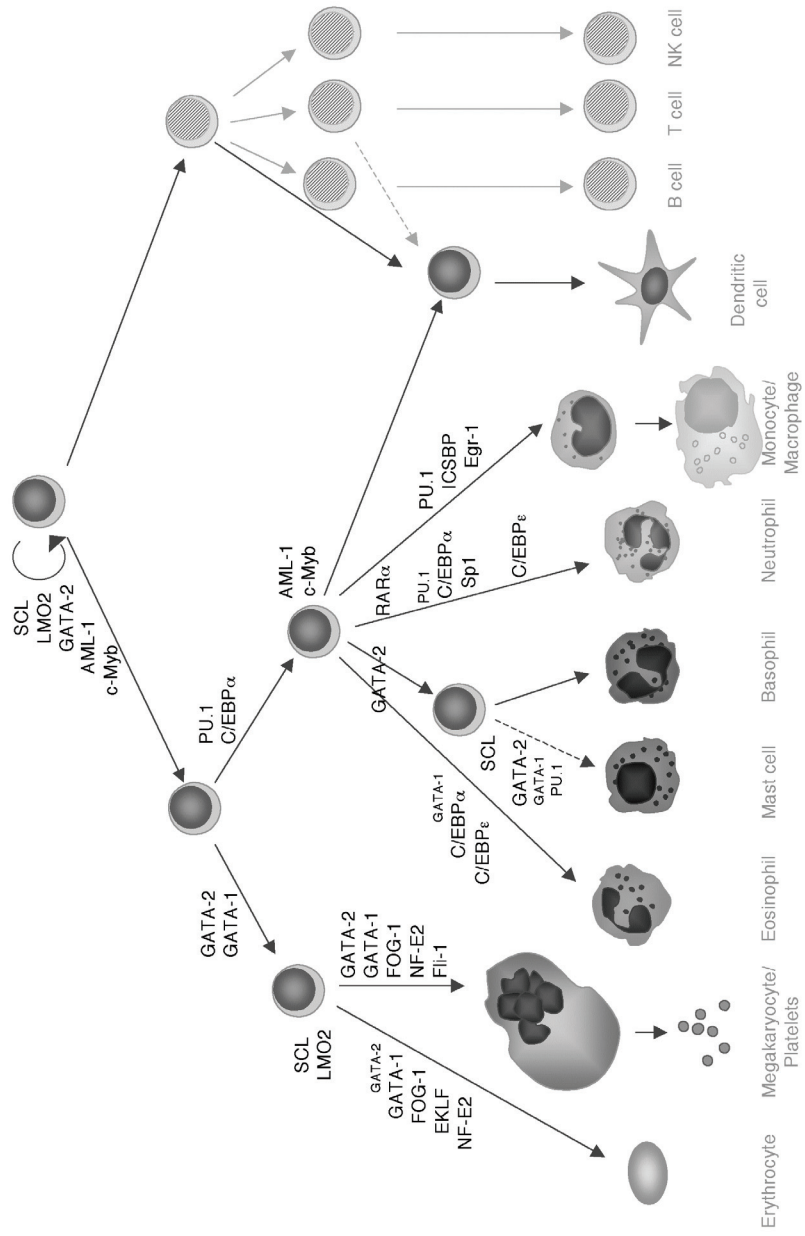 SCL
LMO2
GATA-2
AML-1
c-Myb
PU.1
C/EBPα
GATA-2
GATA-1
AML-1
c-Myb
SCL
LMO2
GATA-2
GATA-1
FOG-1
NF-E2
Fli-1
GATA-2
GATA-1
FOG-1
EKLF
NF-E2
GATA-1
C/EBPα
C/EBPε
GATA-2
SCL
GATA-2
GATA-1
PU.1
RARα
PU.1
C/EBPα
Sp1
C/EBPε
PU.1
ICSBP
Egr-1
Erythrocyte
Megakaryocyte/
Platelets
Eosinophil
Mast cell
Basophil
Neutrophil
Monocyte/
Macrophage
Dendritic
cell
B cell
T cell
NK cell